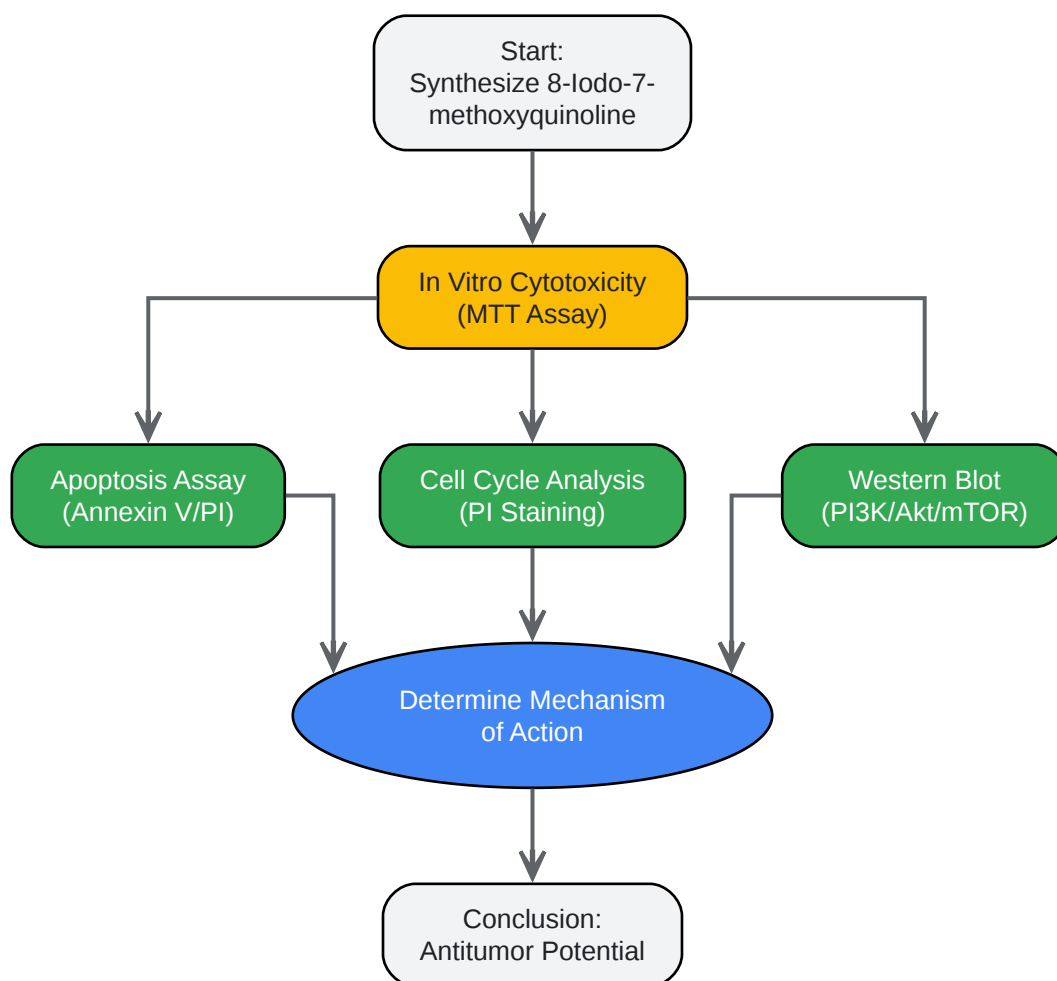 Start:
Synthesize 8-Iodo-7-
methoxyquinoline
In Vitro Cytotoxicity
(MTT Assay)
Apoptosis Assay
(Annexin V/PI)
Cell Cycle Analysis
(PI Staining)
Western Blot
(PI3K/Akt/mTOR)
Determine Mechanism
of Action
Conclusion:
Antitumor Potential